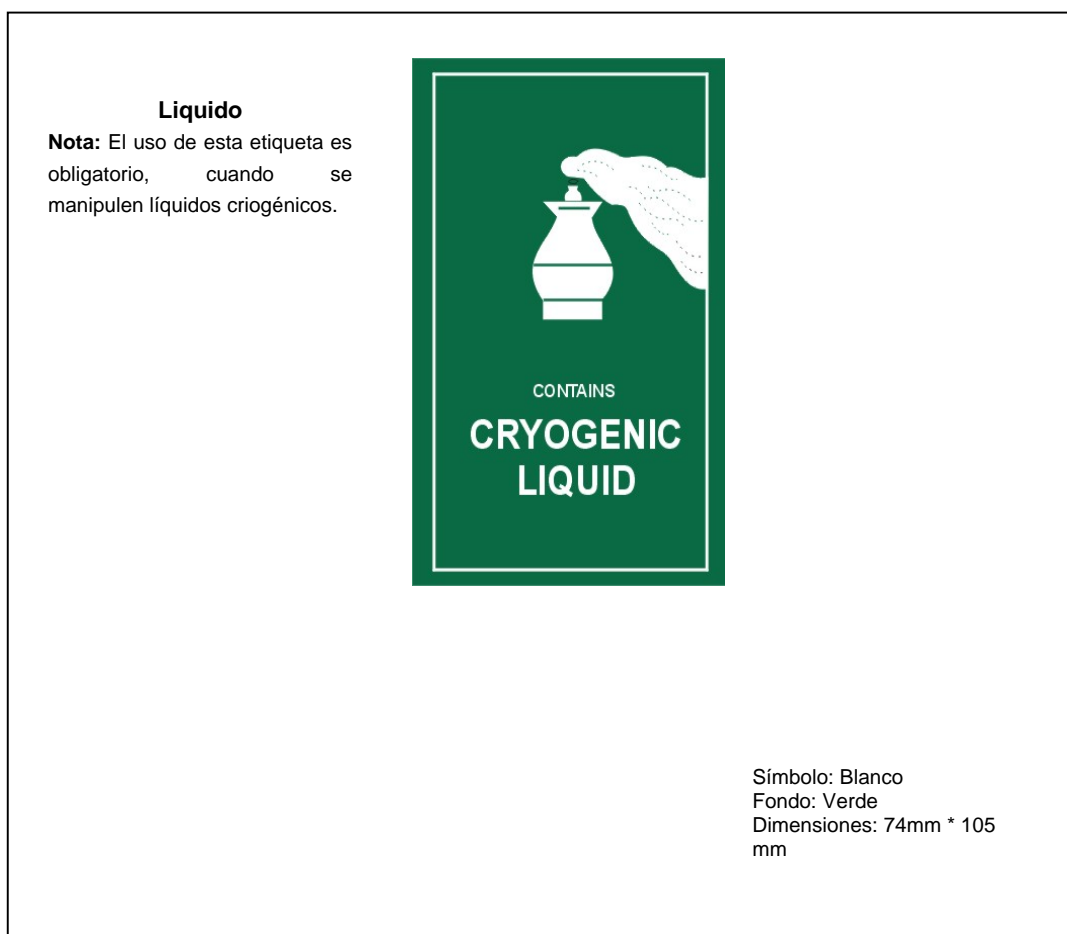 Liquido
Nota: El uso de esta etiqueta es
obligatorio, cuando se
manipulen líquidos criogénicos.
CONTAINS
CRYOGENIC
LIQUID
Símbolo: Blanco
Fondo: Verde
Dimensiones: 74mm * 105
mm